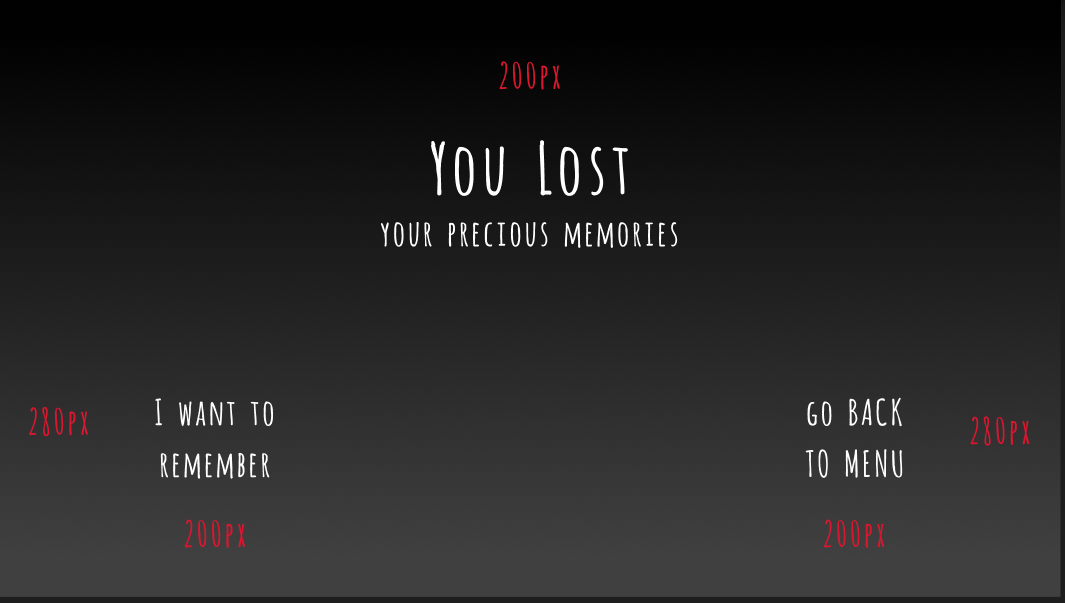 200px
You Lost
your precious memories
280px
I want to
remember
200px
go BACK
TO MENU
280px
200px